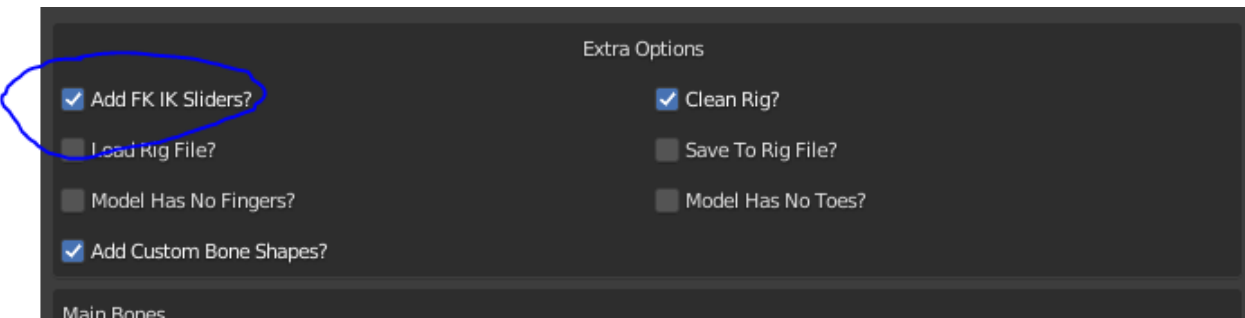 Extra Options
Add FK IK Sliders? Clean Rig?
Load Rig File? Save To Rig File?
Model Has No Fingers? Model Has No Toes?
Add Custom Bone Shapes?
Main Bones